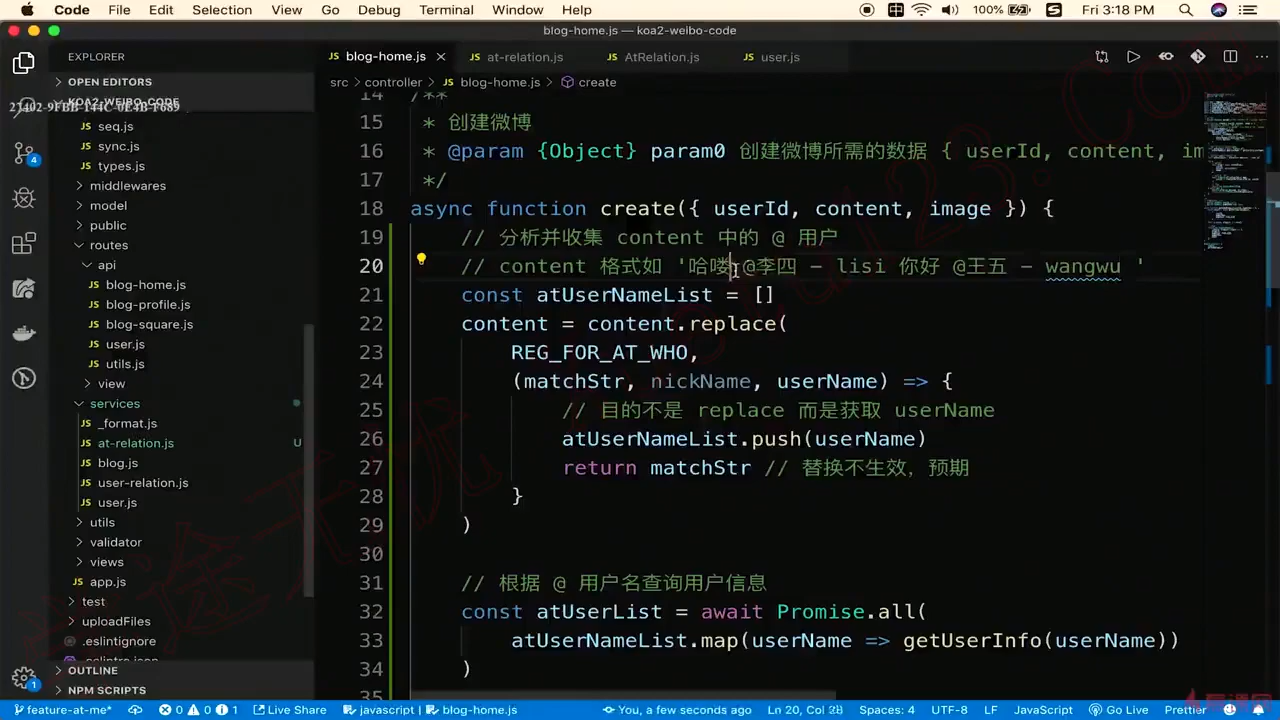 Code File Edit Selection View Go Debug Terminal Window Help 100% Fri 3:18 PM
blog-home.js — koa2-weibo-code
EXPLORER
OPEN EDITORS
KOA2-WEIBO-CODE
seq.js
sync.js
types.js
middlewares
model
public
routes
api
blog-home.js
blog-profile.js
blog-square.js
user.js
utils.js
view
services
_format.js
at-relation.js U
blog.js
user-relation.js
user.js
utils
validator
views
app.js
test
uploadFiles
.eslintignore
.eslintrc.json
OUTLINE
NPM SCRIPTS
4
1
blog-home.js at-relation.js AtRelation.js user.js
src > controller > blog-home.js > create
14 /**
15 * 创建微博
16 * @param {Object} param0 创建微博所需的数据 { userId, content, im
17 */
18 async function create({ userId, content, image }) {
19 // 分析并收集 content 中的 @ 用户
20 // content 格式如 '哈喽 @李四 - lisi 你好 @王五 - wangwu '
21 const atUserNameList = []
22 content = content.replace(
23 REG_FOR_AT_WHO,
24 (matchStr, nickName, userName) => {
25 // 目的不是 replace 而是获取 userName
26 atUserNameList.push(userName)
27 return matchStr // 替换不生效，预期
28 }
29 )
30
31 // 根据 @ 用户名查询用户信息
32 const atUserList = await Promise.all(
33 atUserNameList.map(userName => getUserInfo(userName))
34 )
35
feature-at-me* 0 0 1 Live Share javascript | blog-home.js You, a few seconds ago Ln 20, Col 28 Spaces: 4 UTF-8 LF JavaScript Go Live Prettier